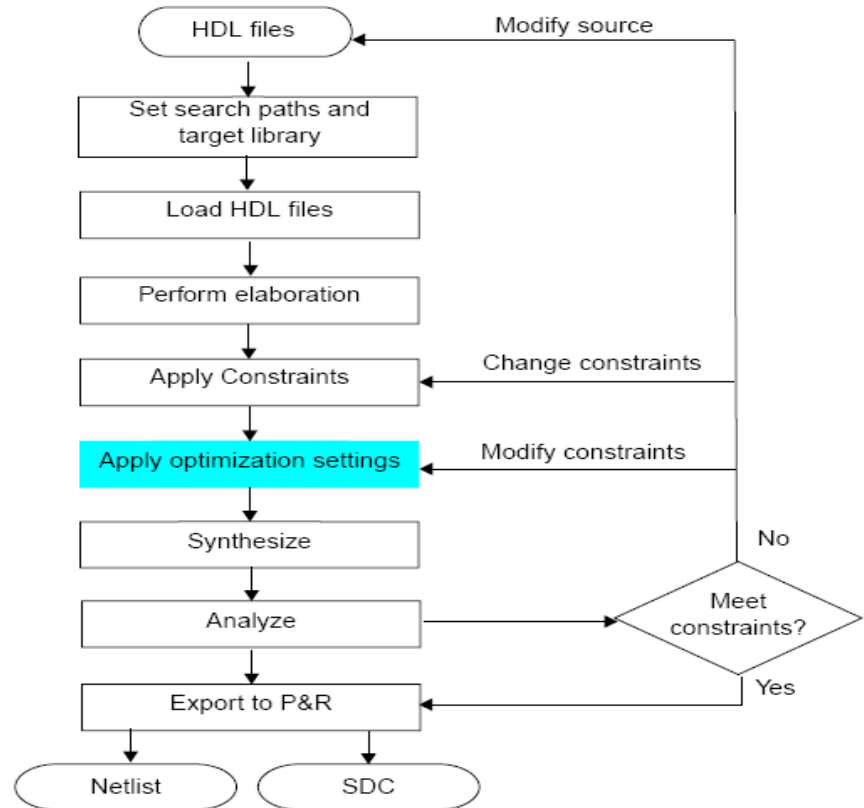 HDL files
Modify source
Set search paths and
target library
Load HDL files
Perform elaboration
Apply Constraints
Change constraints
Apply optimization settings
Modify constraints
Synthesize
No
Analyze
Meet
constraints?
Yes
Export to P&R
Netlist
SDC